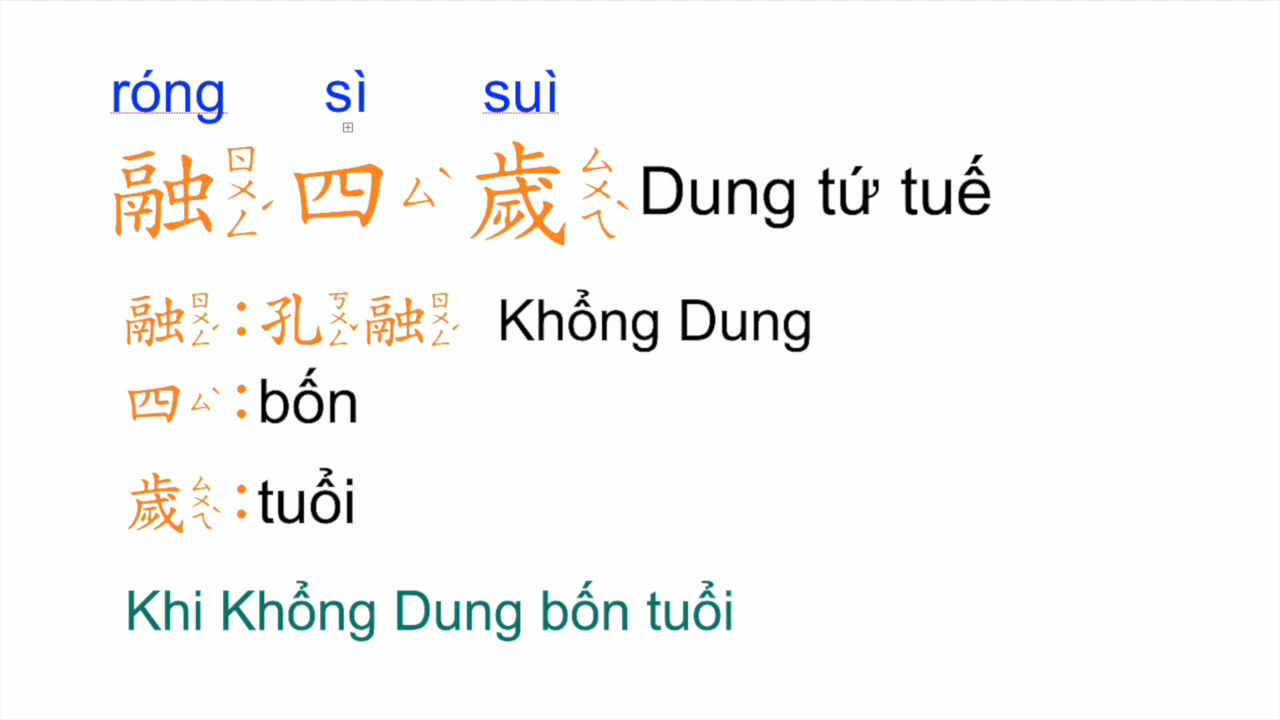 róng sì suì
融ㄖㄨㄥˊ 四ㄙˋ 歲ㄙㄨㄟˋ Dung tứ tuế
融ㄖㄨㄥˊ:孔ㄎㄨㄥˇ融ㄖㄨㄥˊ Khổng Dung
四ㄙˋ:bốn
歲ㄙㄨㄟˋ:tuổi
Khi Khổng Dung bốn tuổi